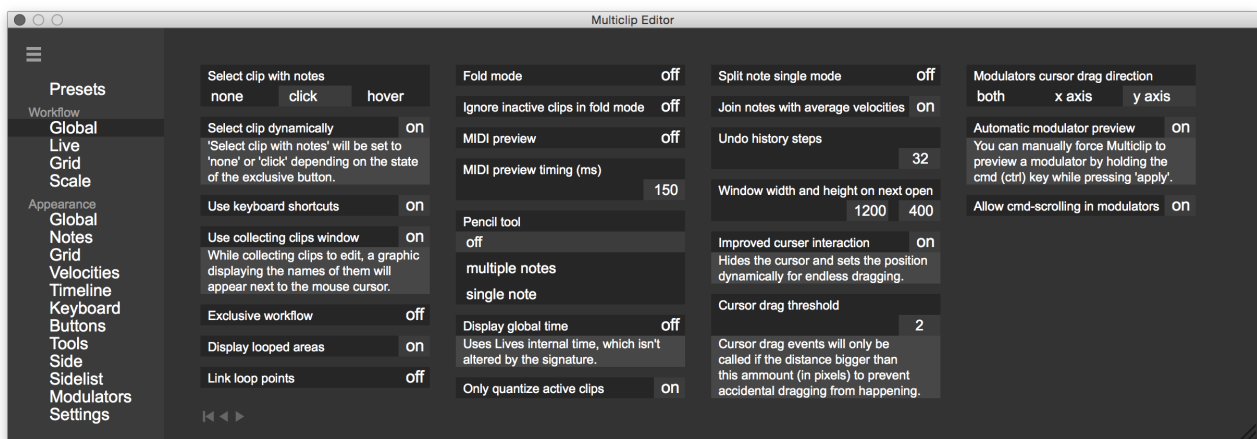 Multiclip Editor
Presets
Workflow
Global
Live
Grid
Scale
Appearance
Global
Notes
Grid
Velocities
Timeline
Keyboard
Buttons
Tools
Side
Sidelist
Modulators
Settings
Select clip with notes
none click hover
Select clip dynamically on
'Select clip with notes' will be set to
'none' or 'click' depending on the state
of the exclusive button.
Use keyboard shortcuts on
Use collecting clips window on
While collecting clips to edit, a graphic
displaying the names of them will
appear next to the mouse cursor.
Exclusive workflow off
Display looped areas on
Link loop points off
Fold mode off
Ignore inactive clips in fold mode off
MIDI preview off
MIDI preview timing (ms)
150
Pencil tool
off
multiple notes
single note
Display global time off
Uses Lives internal time, which isn't
altered by the signature.
Only quantize active clips on
Split note single mode off
Join notes with average velocities on
Undo history steps
32
Window width and height on next open
1200 400
Improved curser interaction on
Hides the cursor and sets the position
dynamically for endless dragging.
Cursor drag threshold
2
Cursor drag events will only be
called if the distance bigger than
this ammount (in pixels) to prevent
accidental dragging from happening.
Modulators cursor drag direction
both x axis y axis
Automatic modulator preview on
You can manually force Multiclip to
preview a modulator by holding the
cmd (ctrl) key while pressing 'apply'.
Allow cmd-scrolling in modulators on